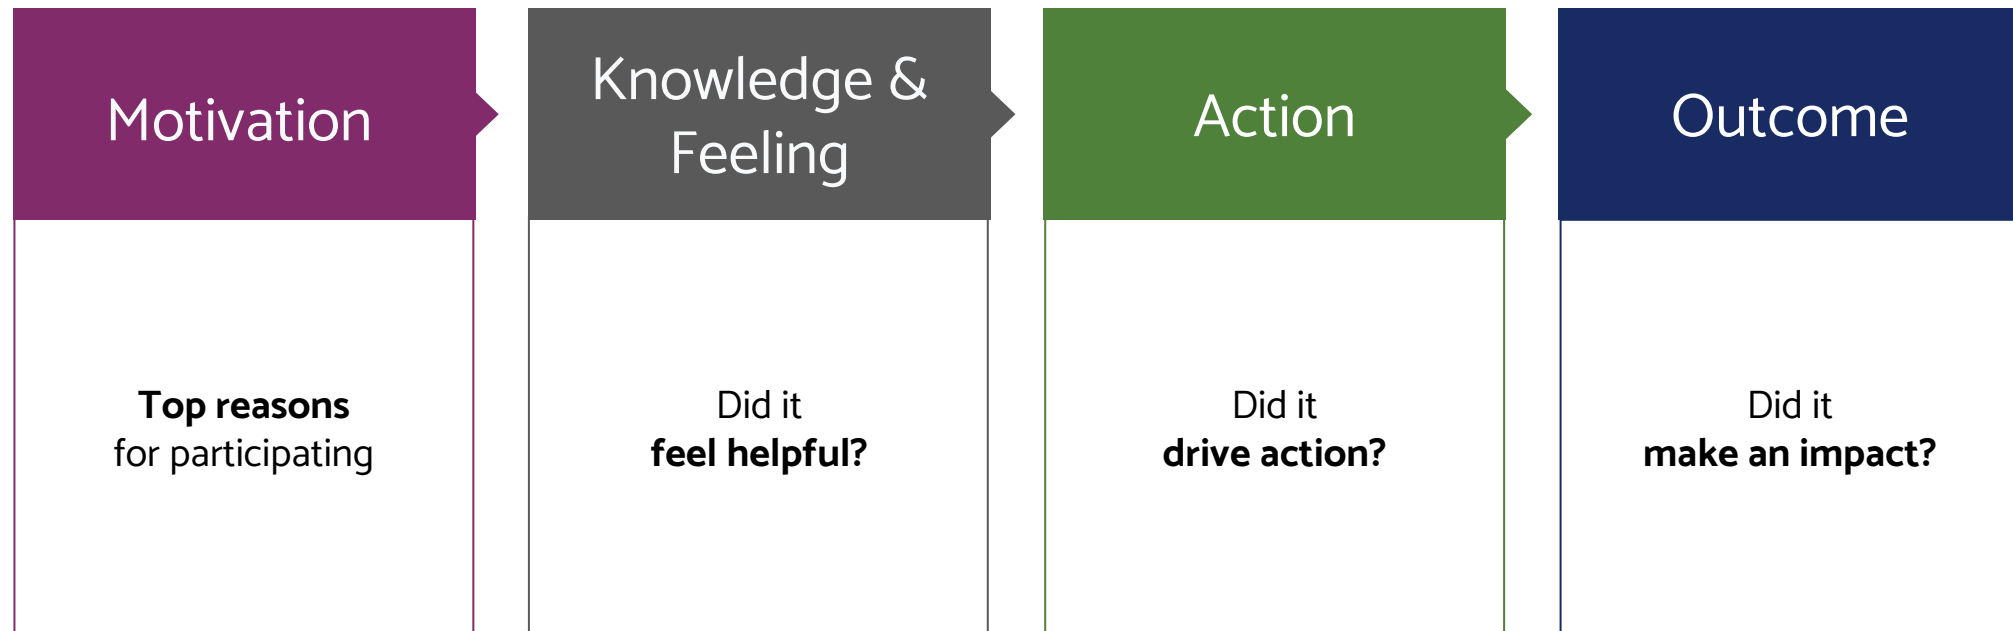 Motivation
Top reasons
for participating
Knowledge &
Feeling
Did it
feel helpful?
Action
Did it
drive action?
Outcome
Did it
make an impact?